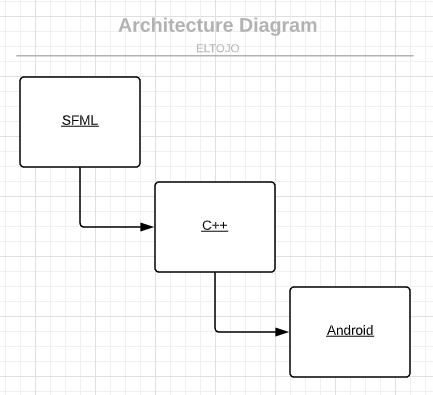 Architecture Diagram
ELTOJO
SFML
C++
Android